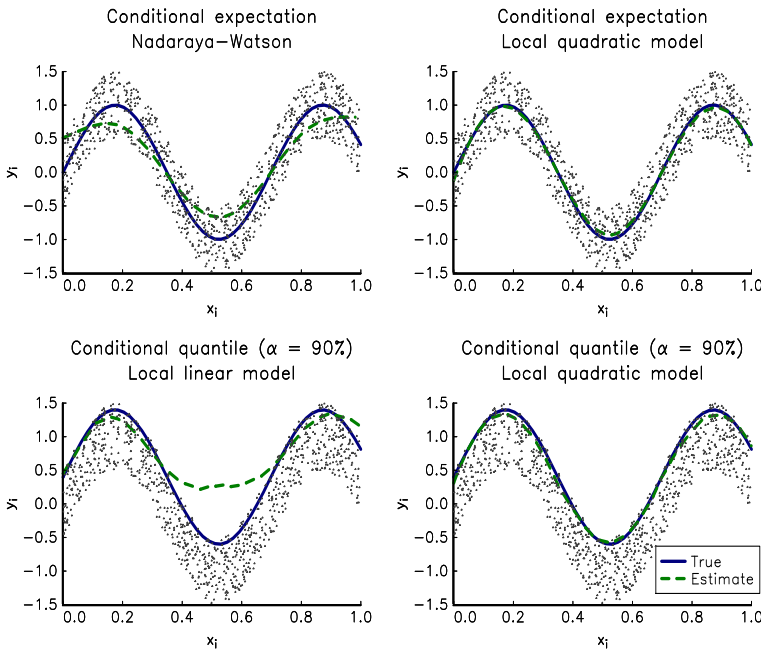 Conditional expectation
Nadaraya−Watson
1.5
1.0
0.5
0.0
−0.5
−1.0
−1.5
yi
0.0 0.2 0.4 0.6 0.8 1.0
xi
Conditional expectation
Local quadratic model
1.5
1.0
0.5
0.0
−0.5
−1.0
−1.5
yi
0.0 0.2 0.4 0.6 0.8 1.0
xi
Conditional quantile (α = 90%)
Local linear model
1.5
1.0
0.5
0.0
−0.5
−1.0
−1.5
yi
0.0 0.2 0.4 0.6 0.8 1.0
xi
Conditional quantile (α = 90%)
Local quadratic model
1.5
1.0
0.5
0.0
−0.5
−1.0
−1.5
yi
0.0 0.2 0.4 0.6 0.8 1.0
xi
True
Estimate